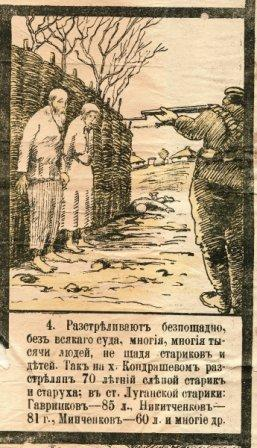 4. Разстрѣливаютъ безпощадно,
безъ всякаго суда, многія, многія ты-
сячи людей, не щадя стариковъ и
дѣтей. Такъ на х. Кондрашевомъ раз-
стрѣлянъ 70 лѣтній слѣпой старикъ
и старуха; въ ст. Луганской старики:
Гавриковъ—85 л., Никитченковъ—
81 г., Минченковъ—60 л. и многіе др.